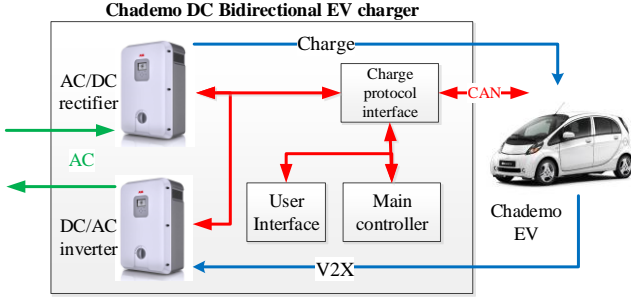 Chademo DC Bidirectional EV charger
Charge
AC/DC
rectifier
Charge
protocol
interface
CAN
AC
User
Interface
Main
controller
DC/AC
inverter
Chademo
EV
V2X